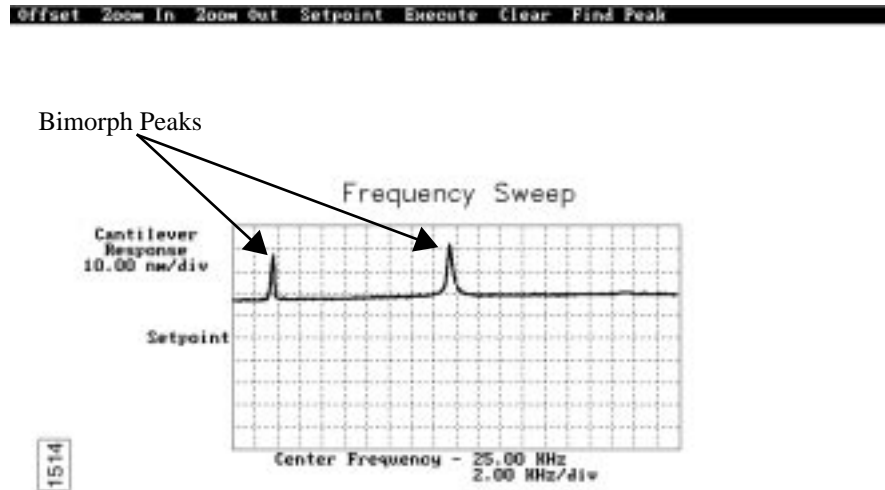 Offset Zoom In Zoom Out Setpoint Execute Clear Find Peak
Bimorph Peaks
Frequency Sweep
Cantilever
Response
10.00 nm/div
Setpoint
Center Frequency - 25.00 KHz
2.00 KHz/div
1514